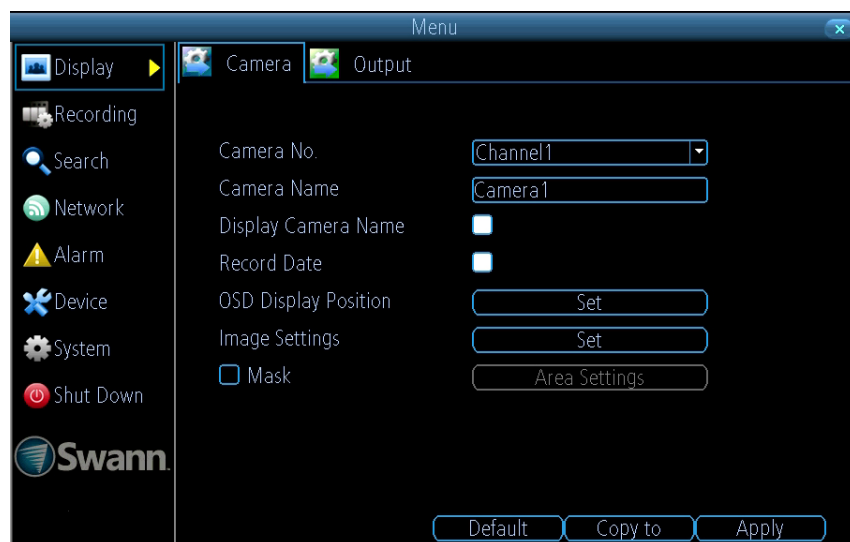 Menu
Display
Recording
Search
Network
Alarm
Device
System
Shut Down
Swann.
Camera
Output
Camera No.
Channel1
Camera Name
Camera1
Display Camera Name
Record Date
OSD Display Position
Set
Image Settings
Set
Mask
Area Settings
Default
Copy to
Apply